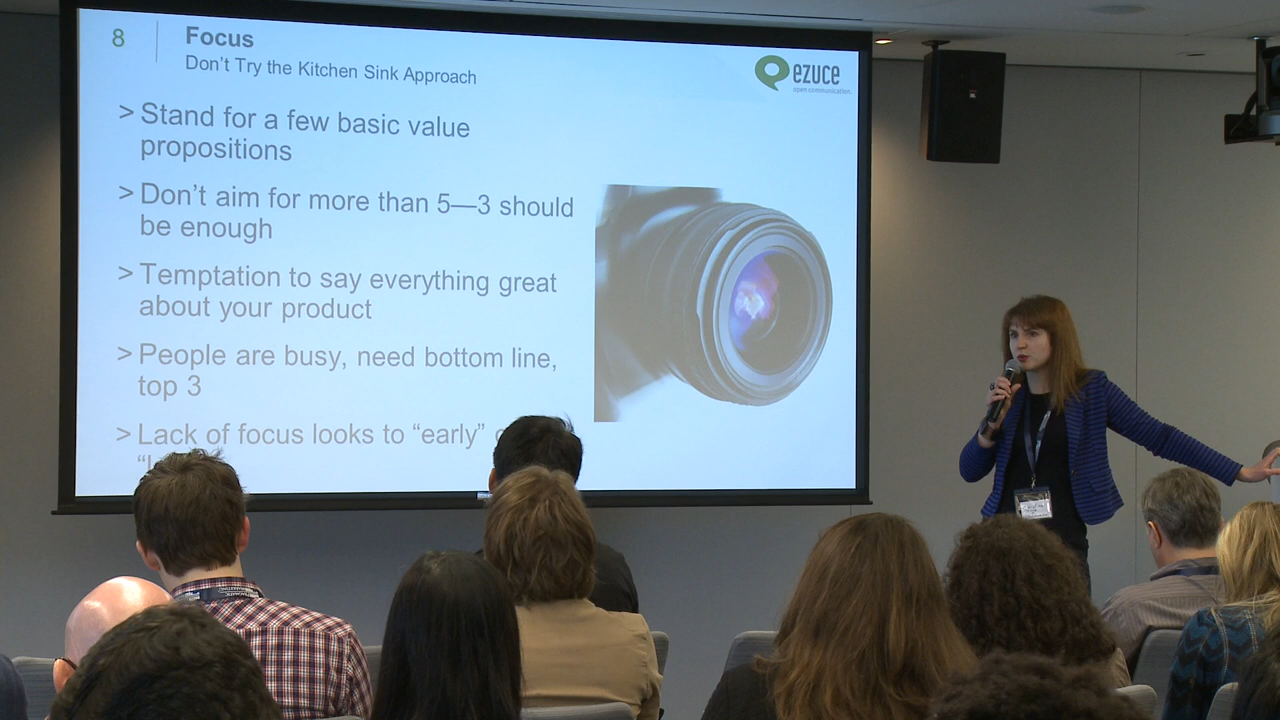 8
Focus
Don't Try the Kitchen Sink Approach
ezuce
open communication.
> Stand for a few basic value
propositions
> Don't aim for more than 5—3 should
be enough
> Temptation to say everything great
about your product
> People are busy, need bottom line,
top 3
> Lack of focus looks to "early"